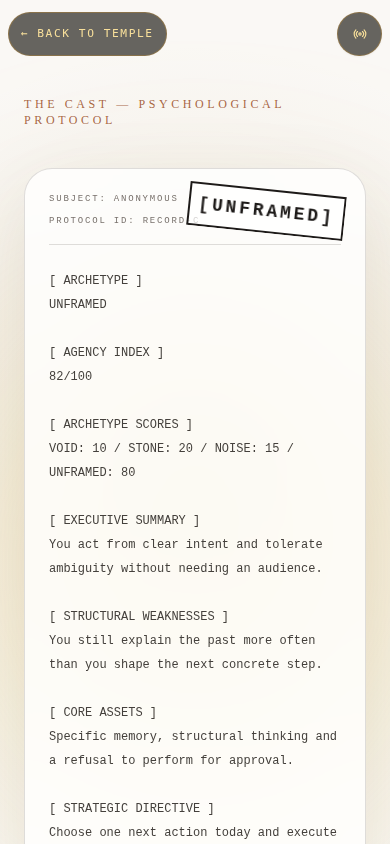 ← BACK TO TEMPLE
THE CAST — PSYCHOLOGICAL
PROTOCOL
SUBJECT: ANONYMOUS
[UNFRAMED]
PROTOCOL ID:
[ ARCHETYPE ]
UNFRAMED
[ AGENCY INDEX ]
82/100
[ ARCHETYPE SCORES ]
VOID: 10 / STONE: 20 / NOISE: 15 /
UNFRAMED: 80
[ EXECUTIVE SUMMARY ]
You act from clear intent and tolerate
ambiguity without needing an audience.
[ STRUCTURAL WEAKNESSES ]
You still explain the past more often
than you shape the next concrete step.
[ CORE ASSETS ]
Specific memory, structural thinking and
a refusal to perform for approval.
[ STRATEGIC DIRECTIVE ]
Choose one next action today and execute